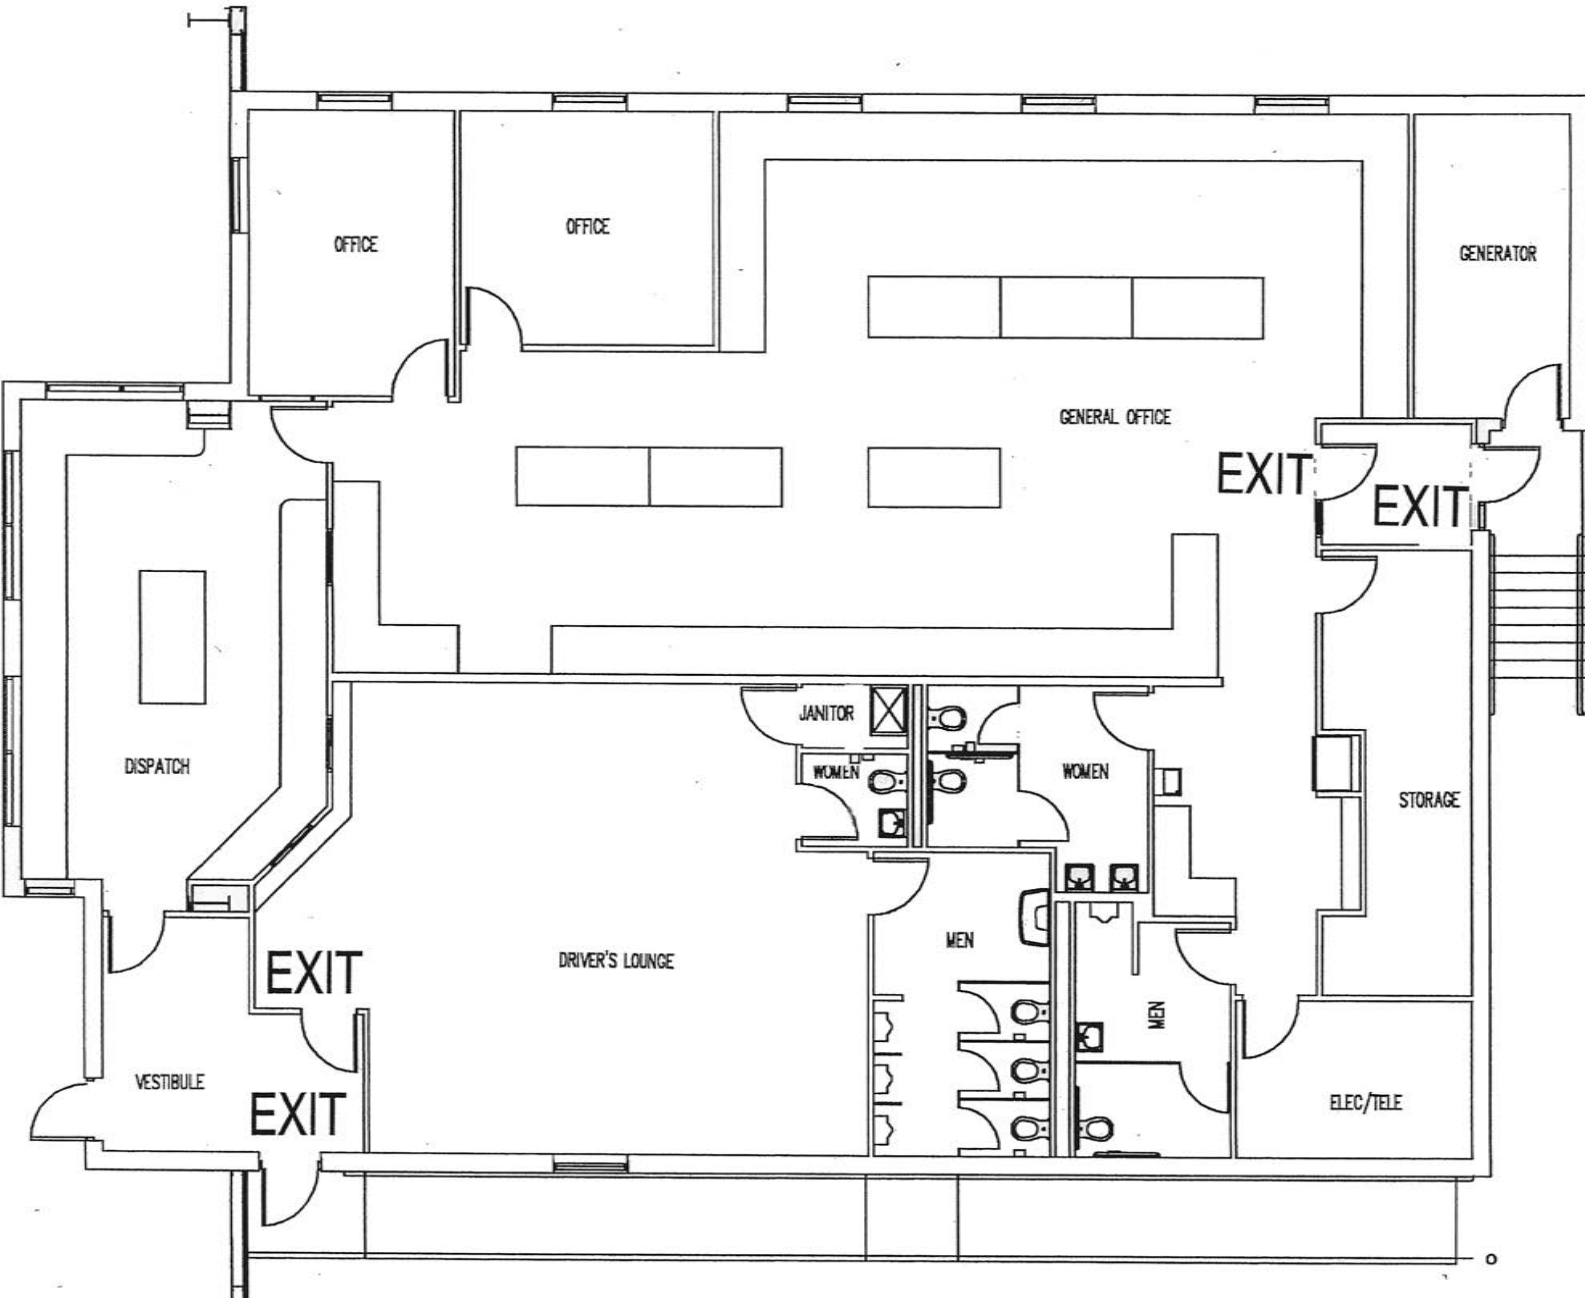 OFFICE
OFFICE
GENERATOR
GENERAL OFFICE
EXIT
EXIT
JANITOR
WOMEN
WOMEN
DISPATCH
STORAGE
EXIT
DRIVER'S LOUNGE
MEN
MEN
VESTIBULE
EXIT
ELEC/TELE